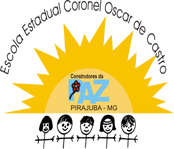 Escola Estadual Coronel Oscar de Castro
Construtores da
PAZ
PIRAJUBA - MG